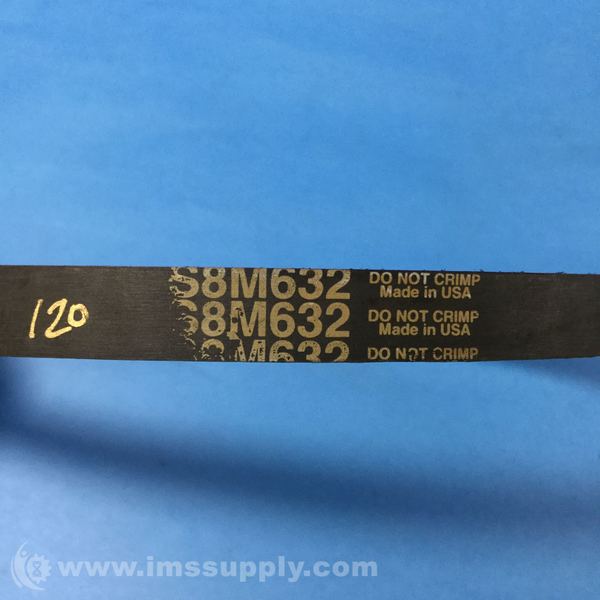 120
S8M632 DO NOT CRIMP
Made in USA
S8M632 DO NOT CRIMP
Made in USA
S8M632 DO NOT CRIMP
www.imssupply.com